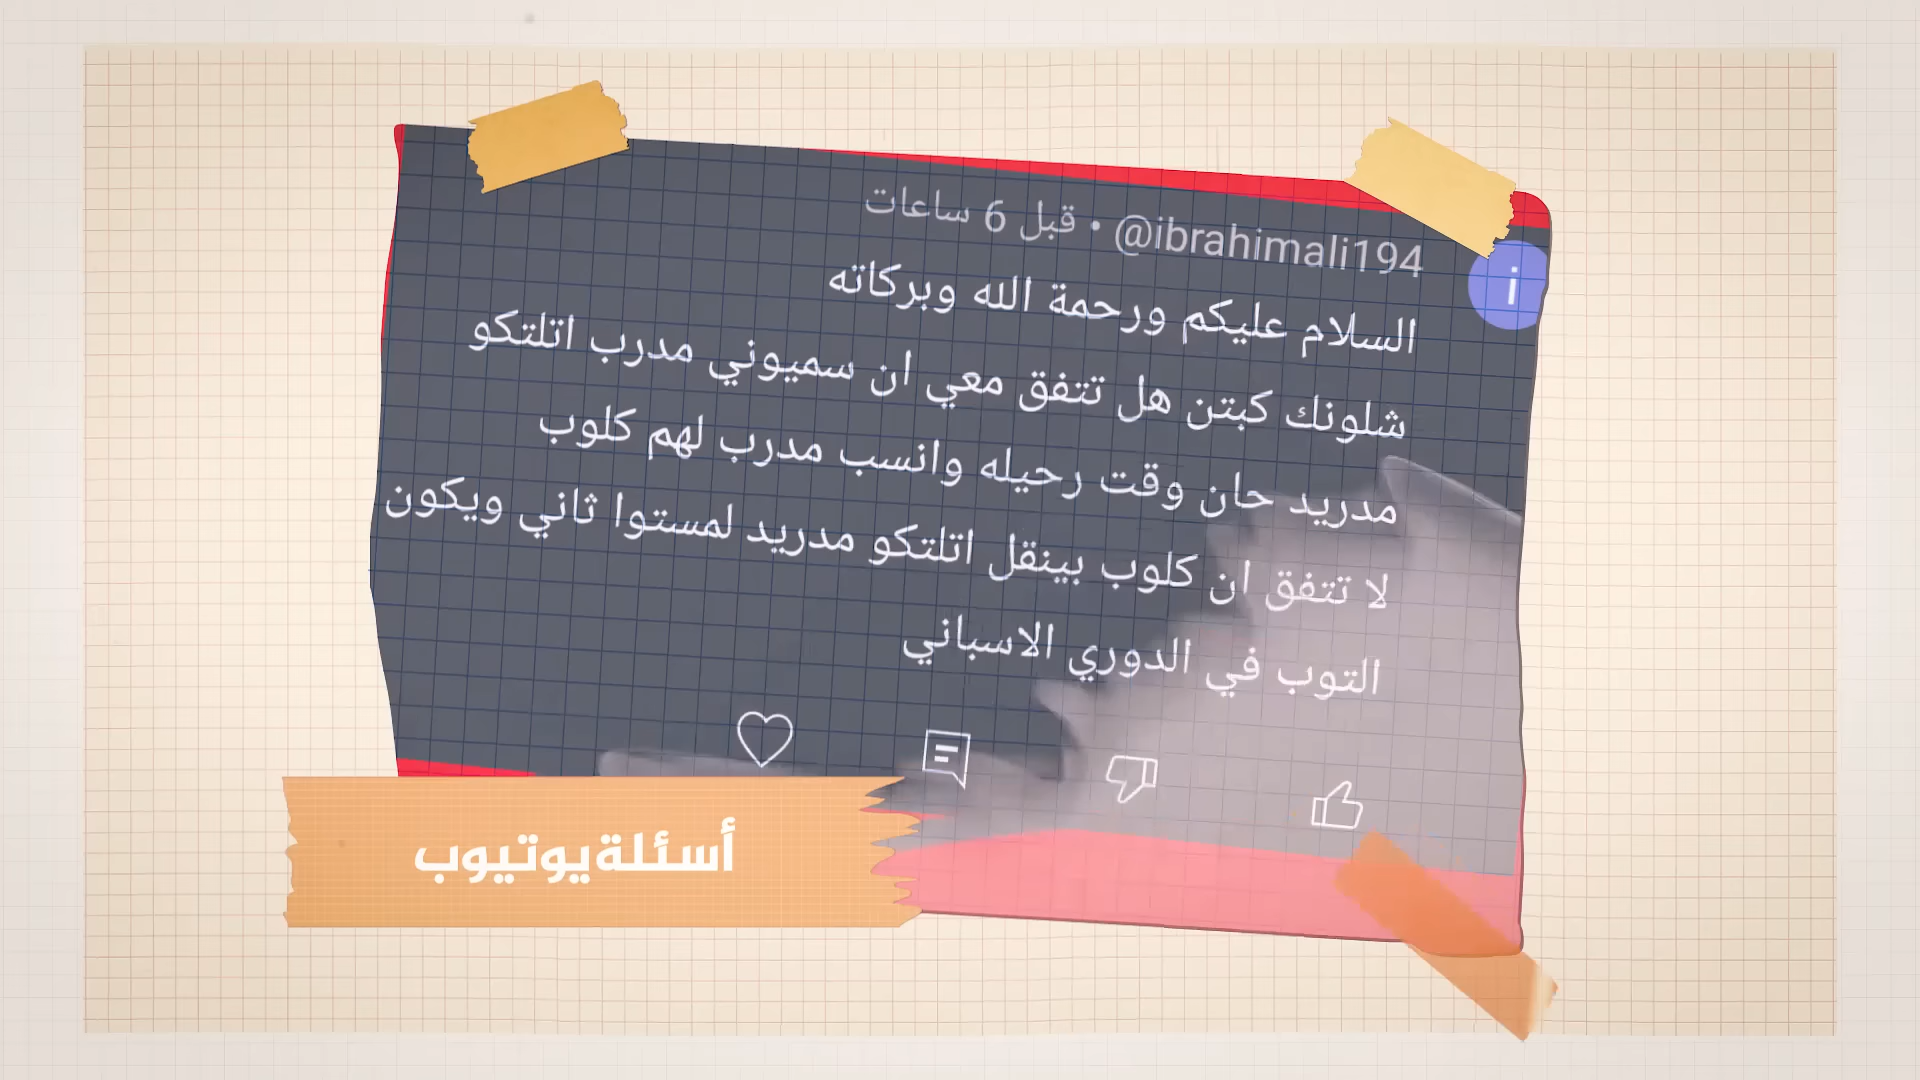 @ibrahimali194 • قبل 6 ساعات
i
السلام عليكم ورحمة الله وبركاته
شلونك كبتن هل تتفق معي ان سميوني مدرب اتلتكو
مدريد حان وقت رحيله وانسب مدرب لهم كلوب
لا تتفق ان كلوب بينقل اتلتكو مدريد لمستوا ثاني ويكون
التوب في الدوري الاسباني
أسئلة يوتيوب